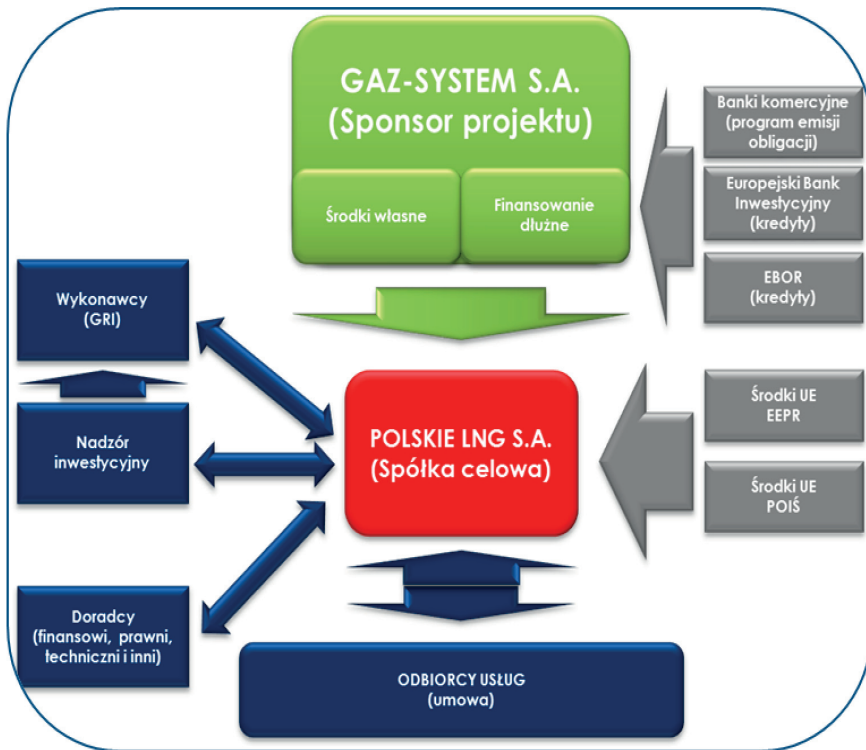 GAZ-SYSTEM S.A.
(Sponsor projektu)
Środki własne
Finansowanie
dłużne
Banki komercyjne
(program emisji
obligacji)
Europejski Bank
Inwestycyjny
(kredyty)
EBOR
(kredyty)
Wykonawcy
(GRI)
Nadzór
inwestycyjny
Doradcy
(finansowi, prawni,
techniczni i inni)
POLSKIE LNG S.A.
(Spółka celowa)
Środki UE
EEPR
Środki UE
POIŚ
ODBIORCY USŁUG
(umowa)